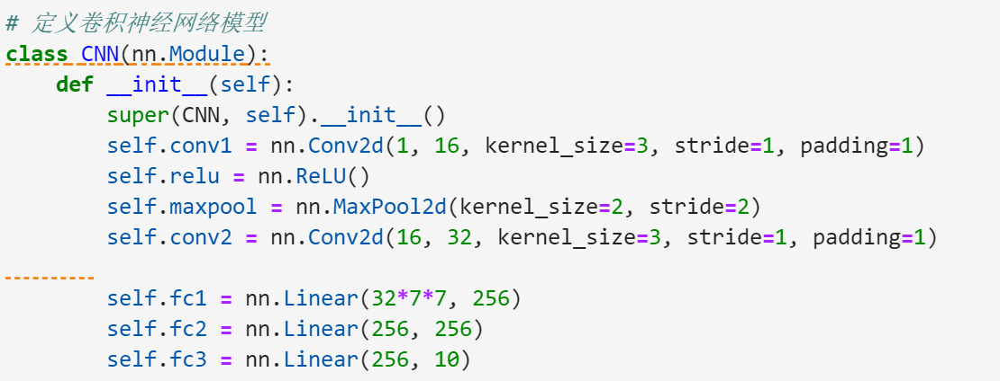 # 定义卷积神经网络模型
class CNN(nn.Module):
    def __init__(self):
        super(CNN, self).__init__()
        self.conv1 = nn.Conv2d(1, 16, kernel_size=3, stride=1, padding=1)
        self.relu = nn.ReLU()
        self.maxpool = nn.MaxPool2d(kernel_size=2, stride=2)
        self.conv2 = nn.Conv2d(16, 32, kernel_size=3, stride=1, padding=1)
        self.fc1 = nn.Linear(32*7*7, 256)
        self.fc2 = nn.Linear(256, 256)
        self.fc3 = nn.Linear(256, 10)